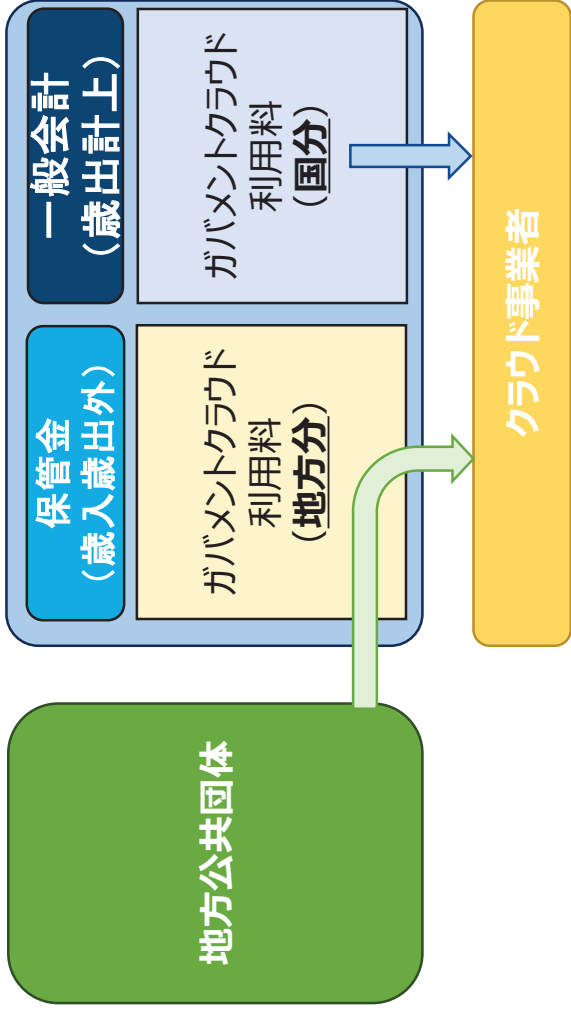 地方公共団体
保管金
（歳入歳出外）
ガバメントクラウド
利用料
（地方分）
一般会計
（歳出計上）
ガバメントクラウド
利用料
（国分）
クラウド事業者